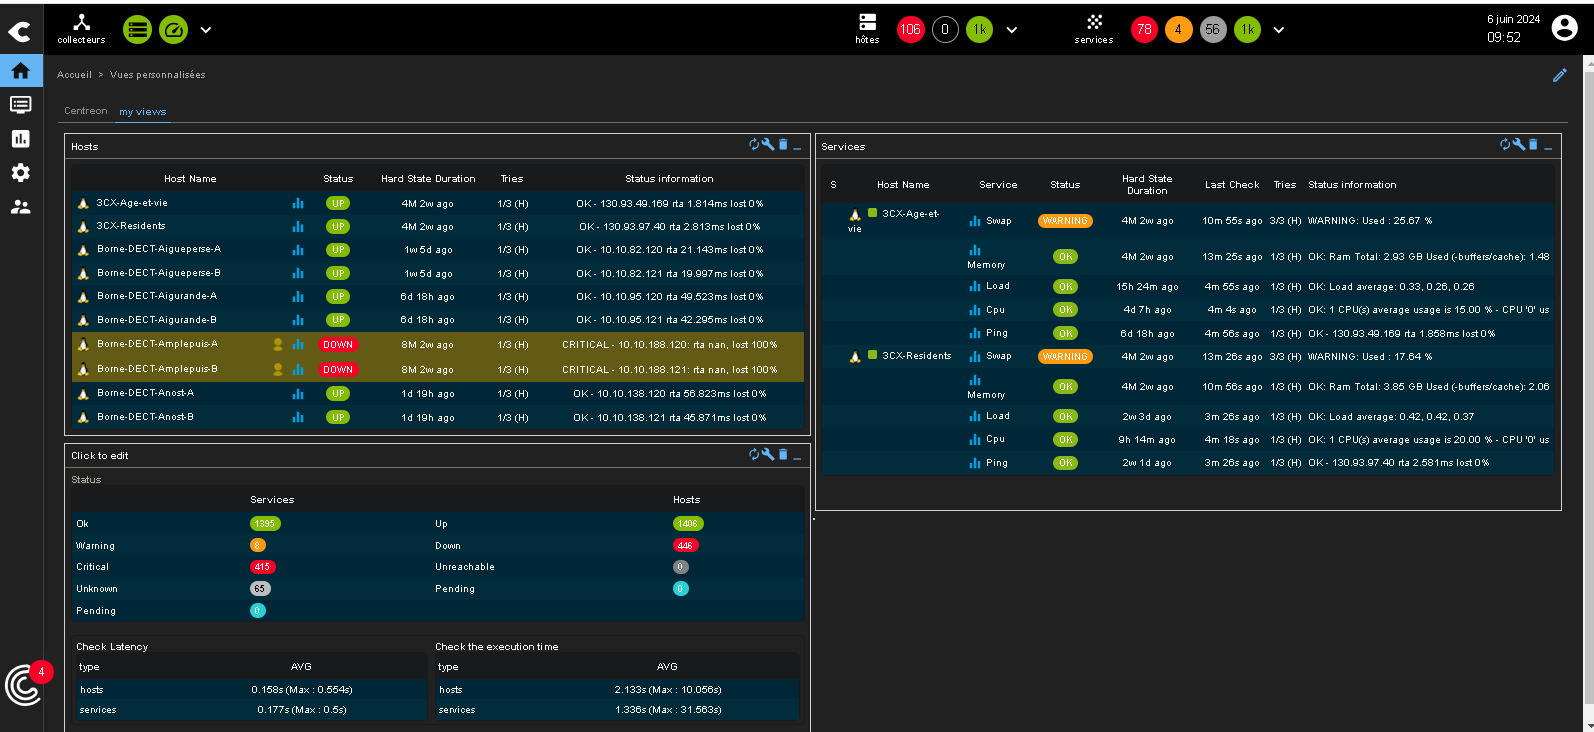 collecteurs
hôtes
106 0 1k
services
78 4 56 1k
6 juin 2024
09:52
Accueil > Vues personnalisées
Centreon my views
Hosts
Host Name Status Hard State Duration Tries Status information
3CX-Age-et-vie UP 4M 2w ago 1/3 (H) OK - 130.93.49.169 rta 1.814ms lost 0%
3CX-Residents UP 4M 2w ago 1/3 (H) OK - 130.93.97.40 rta 2.813ms lost 0%
Borne-DECT-Aigueperse-A UP 1w 5d ago 1/3 (H) OK - 10.10.82.120 rta 21.143ms lost 0%
Borne-DECT-Aigueperse-B UP 1w 5d ago 1/3 (H) OK - 10.10.82.121 rta 19.997ms lost 0%
Borne-DECT-Aigurande-A UP 6d 18h ago 1/3 (H) OK - 10.10.95.120 rta 49.523ms lost 0%
Borne-DECT-Aigurande-B UP 6d 18h ago 1/3 (H) OK - 10.10.95.121 rta 42.295ms lost 0%
Borne-DECT-Amplepuis-A DOWN 8M 2w ago 1/3 (H) CRITICAL - 10.10.188.120: rta nan, lost 100%
Borne-DECT-Amplepuis-B DOWN 8M 2w ago 1/3 (H) CRITICAL - 10.10.188.121: rta nan, lost 100%
Borne-DECT-Anost-A UP 1d 19h ago 1/3 (H) OK - 10.10.138.120 rta 56.823ms lost 0%
Borne-DECT-Anost-B UP 1d 19h ago 1/3 (H) OK - 10.10.138.121 rta 45.871ms lost 0%
Services
S Host Name Service Status Hard State Duration Last Check Tries Status information
3CX-Age-et-vie Swap WARNING 4M 2w ago 10m 55s ago 3/3 (H) WARNING: Used : 25.67 %
Memory OK 4M 2w ago 13m 25s ago 1/3 (H) OK: Ram Total: 2.93 GB Used (-buffers/cache): 1.48
Load OK 15h 24m ago 4m 55s ago 1/3 (H) OK: Load average: 0.33, 0.26, 0.26
Cpu OK 4d 7h ago 4m 4s ago 1/3 (H) OK: 1 CPU(s) average usage is 15.00 % - CPU '0' us
Ping OK 6d 18h ago 4m 56s ago 1/3 (H) OK - 130.93.49.169 rta 1.858ms lost 0%
3CX-Residents Swap WARNING 4M 2w ago 13m 26s ago 3/3 (H) WARNING: Used : 17.64 %
Memory OK 4M 2w ago 10m 56s ago 1/3 (H) OK: Ram Total: 3.85 GB Used (-buffers/cache): 2.06
Load OK 2w 3d ago 3m 26s ago 1/3 (H) OK: Load average: 0.42, 0.42, 0.37
Cpu OK 9h 14m ago 4m 18s ago 1/3 (H) OK: 1 CPU(s) average usage is 20.00 % - CPU '0' us
Ping OK 2w 1d ago 3m 26s ago 1/3 (H) OK - 130.93.97.40 rta 2.581ms lost 0%
Click to edit
Status
Services Hosts
Ok 1395 Up 1406
Warning 8 Down 446
Critical 415 Unreachable 0
Unknown 65 Pending 0
Pending 0
Check Latency Check the execution time
type AVG type AVG
hosts 0.158s (Max : 0.554s) hosts 2.133s (Max : 10.056s)
services 0.177s (Max : 0.5s) services 1.336s (Max : 31.563s)
4